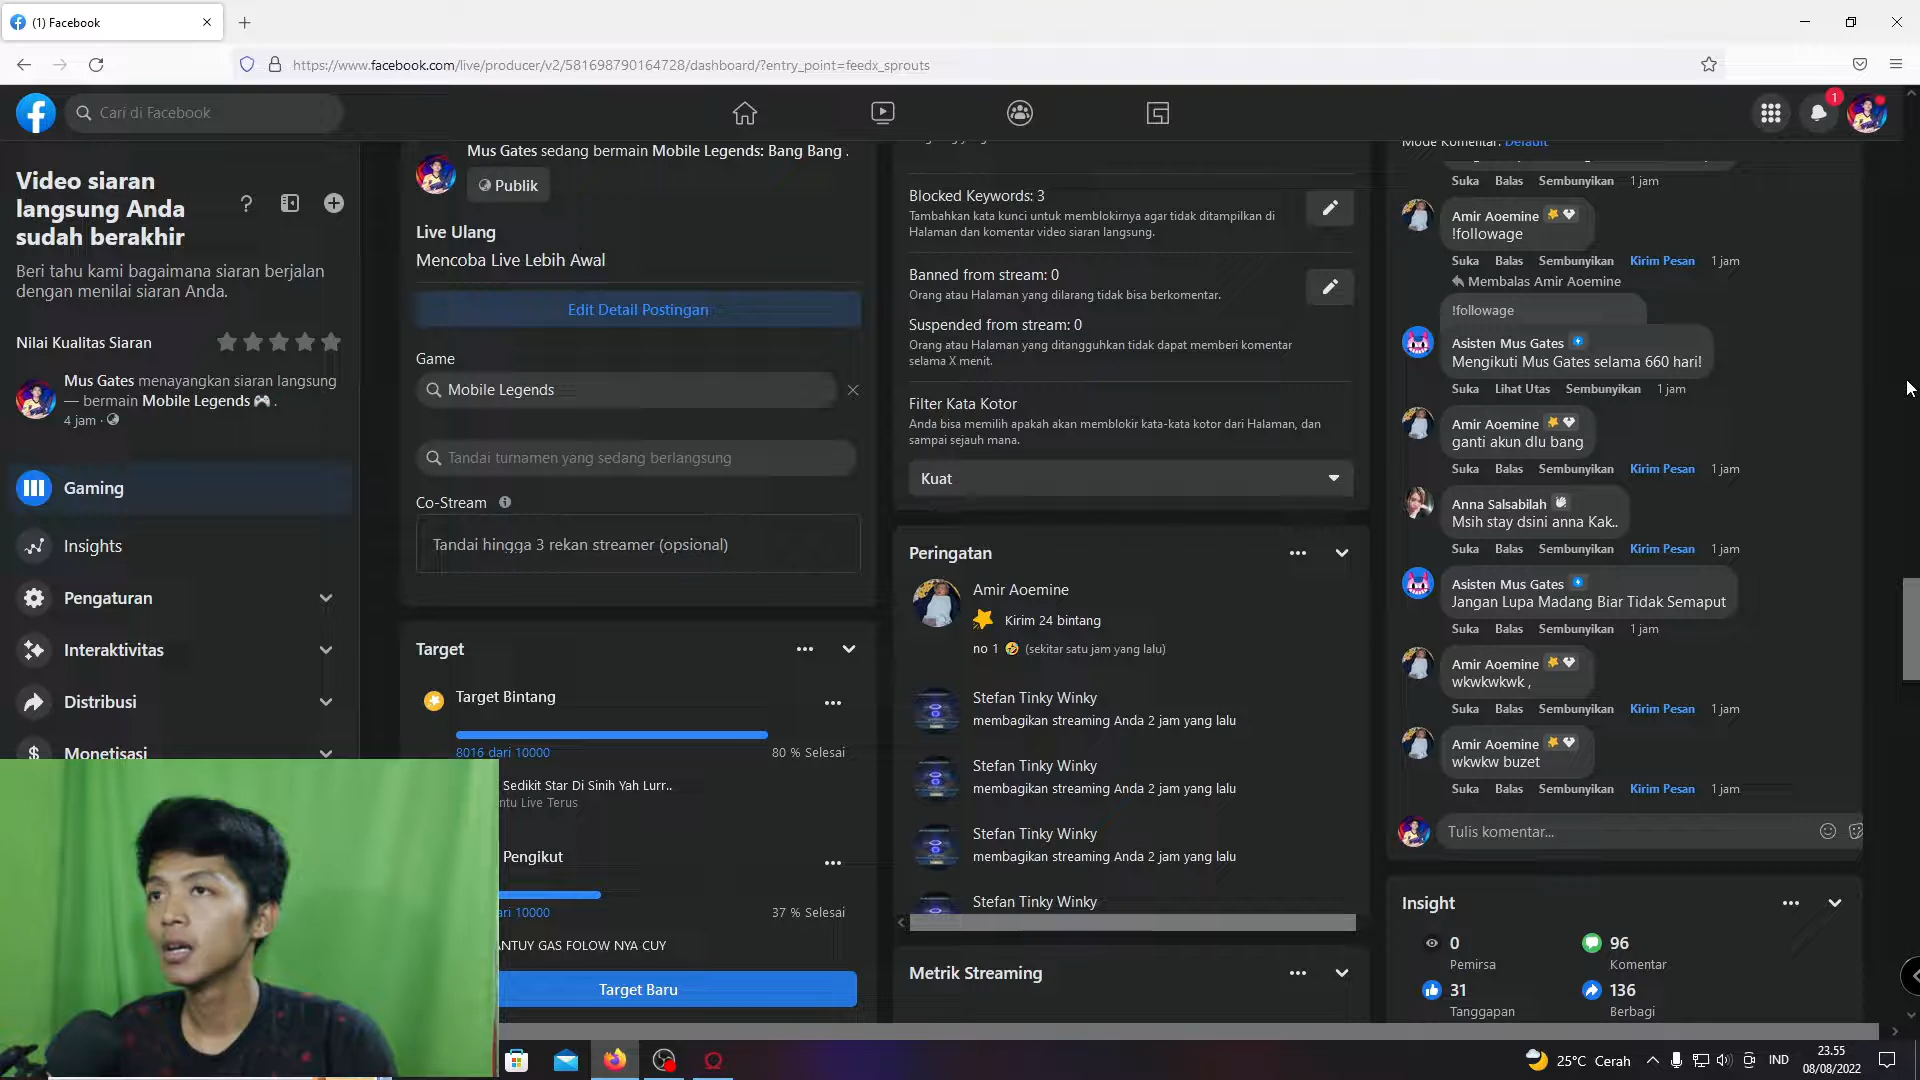 (1) Facebook
https://www.facebook.com/live/producer/v2/581698790164728/dashboard/?entry_point=feedx_sprouts
Cari di Facebook
1
Video siaran
langsung Anda
sudah berakhir
Beri tahu kami bagaimana siaran berjalan
dengan menilai siaran Anda.
Nilai Kualitas Siaran
Mus Gates menayangkan siaran langsung
— bermain Mobile Legends 🎮 .
4 jam ·
Gaming
Insights
Pengaturan
Interaktivitas
Distribusi
Monetisasi
Mus Gates sedang bermain Mobile Legends: Bang Bang .
Publik
Live Ulang
Mencoba Live Lebih Awal
Edit Detail Postingan
Game
Mobile Legends
Tandai turnamen yang sedang berlangsung
Co-Stream
Tandai hingga 3 rekan streamer (opsional)
Target
Target Bintang
8016 dari 10000
80 % Selesai
Sedikit Star Di Sinih Yah Lurr..
ntu Live Terus
Pengikut
ari 10000
37 % Selesai
ANTUY GAS FOLOW NYA CUY
Target Baru
Blocked Keywords: 3
Tambahkan kata kunci untuk memblokirnya agar tidak ditampilkan di
Halaman dan komentar video siaran langsung.
Banned from stream: 0
Orang atau Halaman yang dilarang tidak bisa berkomentar.
Suspended from stream: 0
Orang atau Halaman yang ditangguhkan tidak dapat memberi komentar
selama X menit.
Filter Kata Kotor
Anda bisa memilih apakah akan memblokir kata-kata kotor dari Halaman, dan
sampai sejauh mana.
Kuat
Peringatan
Amir Aoemine
Kirim 24 bintang
no 1 🤣 (sekitar satu jam yang lalu)
Stefan Tinky Winky
membagikan streaming Anda 2 jam yang lalu
Stefan Tinky Winky
membagikan streaming Anda 2 jam yang lalu
Stefan Tinky Winky
membagikan streaming Anda 2 jam yang lalu
Stefan Tinky Winky
Metrik Streaming
Mode Komentar: Default
Suka Balas Sembunyikan 1 jam
Amir Aoemine
!followage
Suka Balas Sembunyikan Kirim Pesan 1 jam
Membalas Amir Aoemine
!followage
Asisten Mus Gates
Mengikuti Mus Gates selama 660 hari!
Suka Lihat Utas Sembunyikan 1 jam
Amir Aoemine
ganti akun dlu bang
Suka Balas Sembunyikan Kirim Pesan 1 jam
Anna Salsabilah
Msih stay dsini anna Kak..
Suka Balas Sembunyikan Kirim Pesan 1 jam
Asisten Mus Gates
Jangan Lupa Madang Biar Tidak Semaput
Suka Balas Sembunyikan 1 jam
Amir Aoemine
wkwkwkwk ,
Suka Balas Sembunyikan Kirim Pesan 1 jam
Amir Aoemine
wkwkw buzet
Suka Balas Sembunyikan Kirim Pesan 1 jam
Tulis komentar...
Insight
0
Pemirsa
96
Komentar
31
Tanggapan
136
Berbagi
25°C Cerah
IND
23.55
08/08/2022